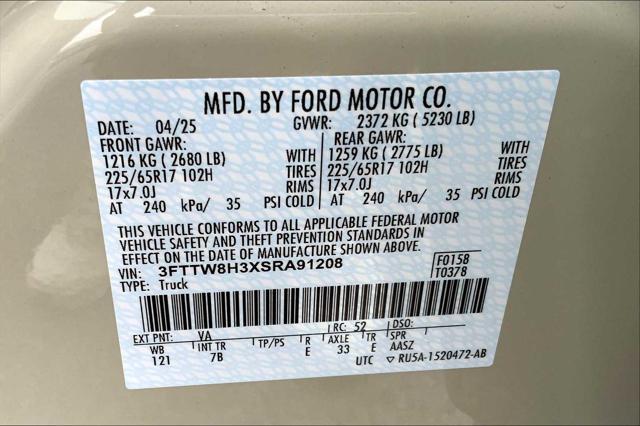 MFD. BY FORD MOTOR CO.
DATE: 04/25 GVWR: 2372 KG ( 5230 LB)
FRONT GAWR: REAR GAWR:
1216 KG ( 2680 LB) WITH 1259 KG ( 2775 LB) WITH
225/65R17 102H TIRES 225/65R17 102H TIRES
17x7.0J RIMS 17x7.0J RIMS
AT 240 kPa/ 35 PSI COLD AT 240 kPa/ 35 PSI COLD
THIS VEHICLE CONFORMS TO ALL APPLICABLE FEDERAL MOTOR
VEHICLE SAFETY AND THEFT PREVENTION STANDARDS IN
EFFECT ON THE DATE OF MANUFACTURE SHOWN ABOVE.
VIN: 3FTTW8H3XSRA91208 F0158
TYPE: Truck T0378
EXT PNT: VA RC: 52 DSO:
WB INT TR TP/PS R AXLE TR SPR
121 7B E 33 E AASZ
UTC ▽ RU5A-1520472-AB